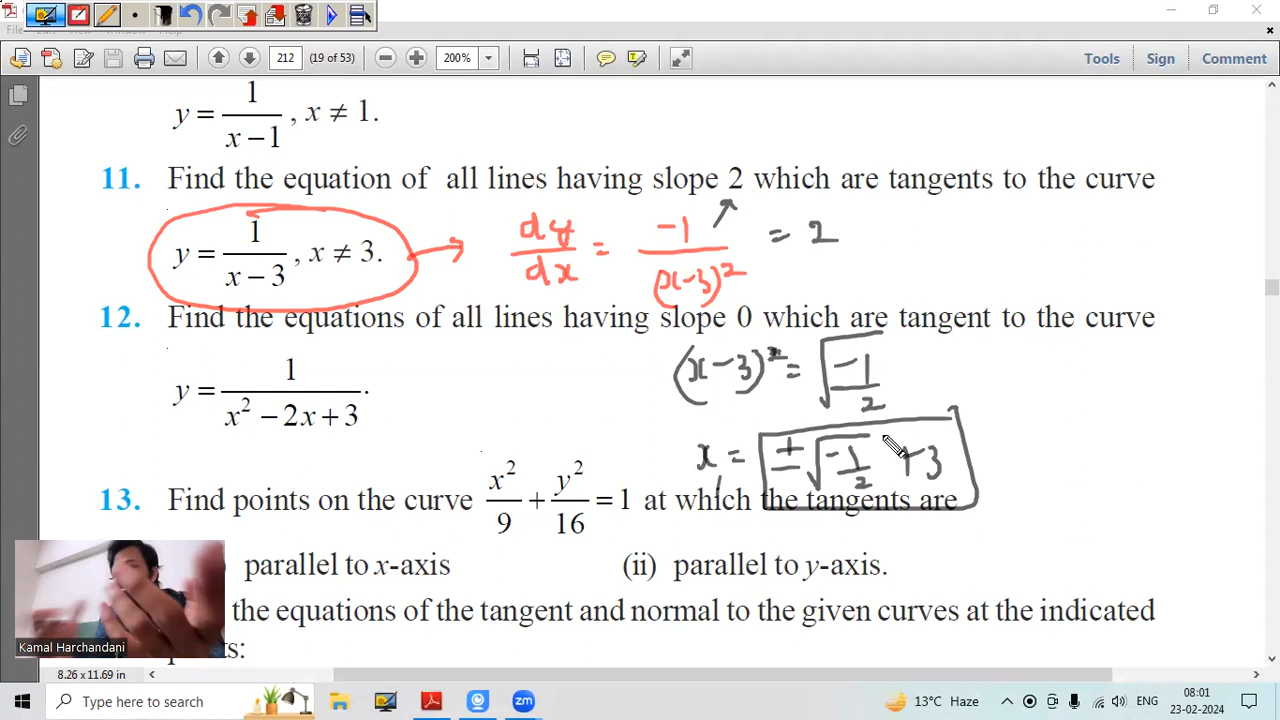 File
Window
212 (19 of 53) 200% Tools Sign Comment
y = 1/(x − 1) , x ≠ 1.
11. Find the equation of all lines having slope 2 which are tangents to the curve
y = 1/(x − 3) , x ≠ 3.
dy/dx = −1/(x−3)² = 2
12. Find the equations of all lines having slope 0 which are tangent to the curve
(x−3)² = √(−1/2)
y = 1/(x² − 2x + 3).
x₁ = ± √(−1/2) + 3
13. Find points on the curve x²/9 + y²/16 = 1 at which the tangents are
parallel to x-axis (ii) parallel to y-axis.
the equations of the tangent and normal to the given curves at the indicated
Kamal Harchandani
8.26 x 11.69 in
Type here to search
13°C Haze ENG 08:01
23-02-2024